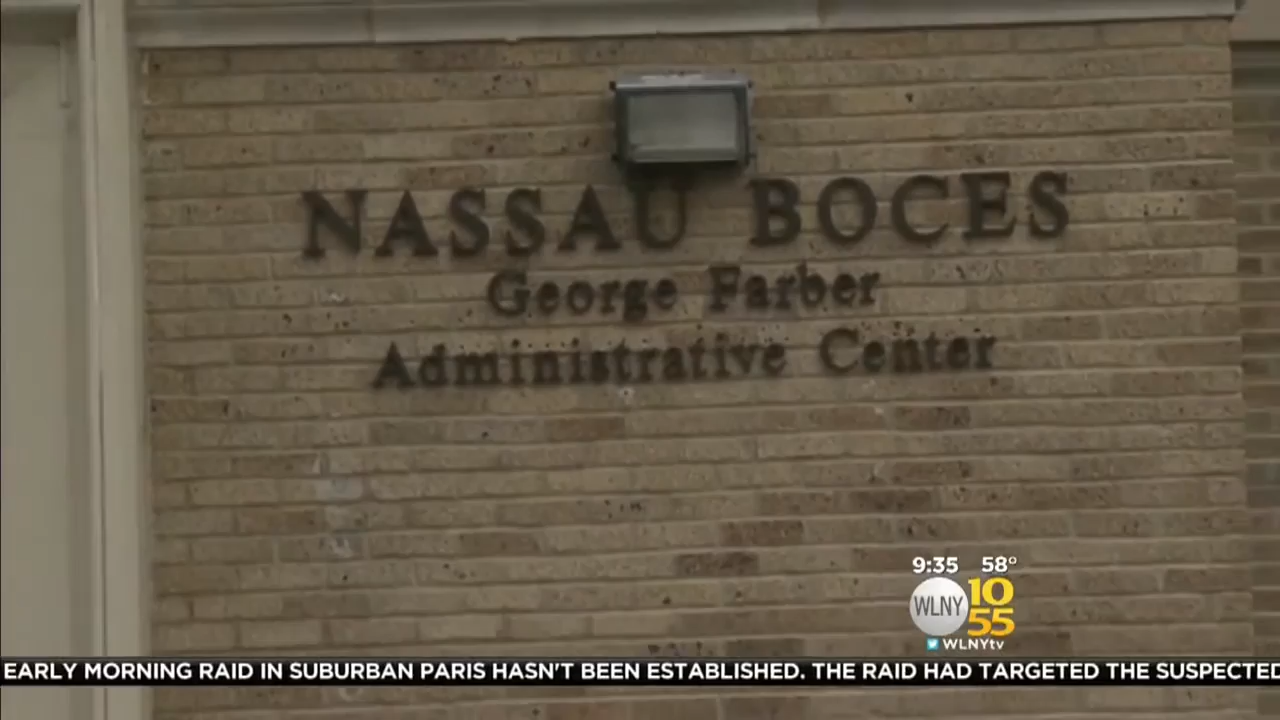 NASSAU BOCES
George Farber
Administrative Center
9:35 58°
WLNY 10
55
WLNYtv
EARLY MORNING RAID IN SUBURBAN PARIS HASN'T BEEN ESTABLISHED. THE RAID HAD TARGETED THE SUSPECTED